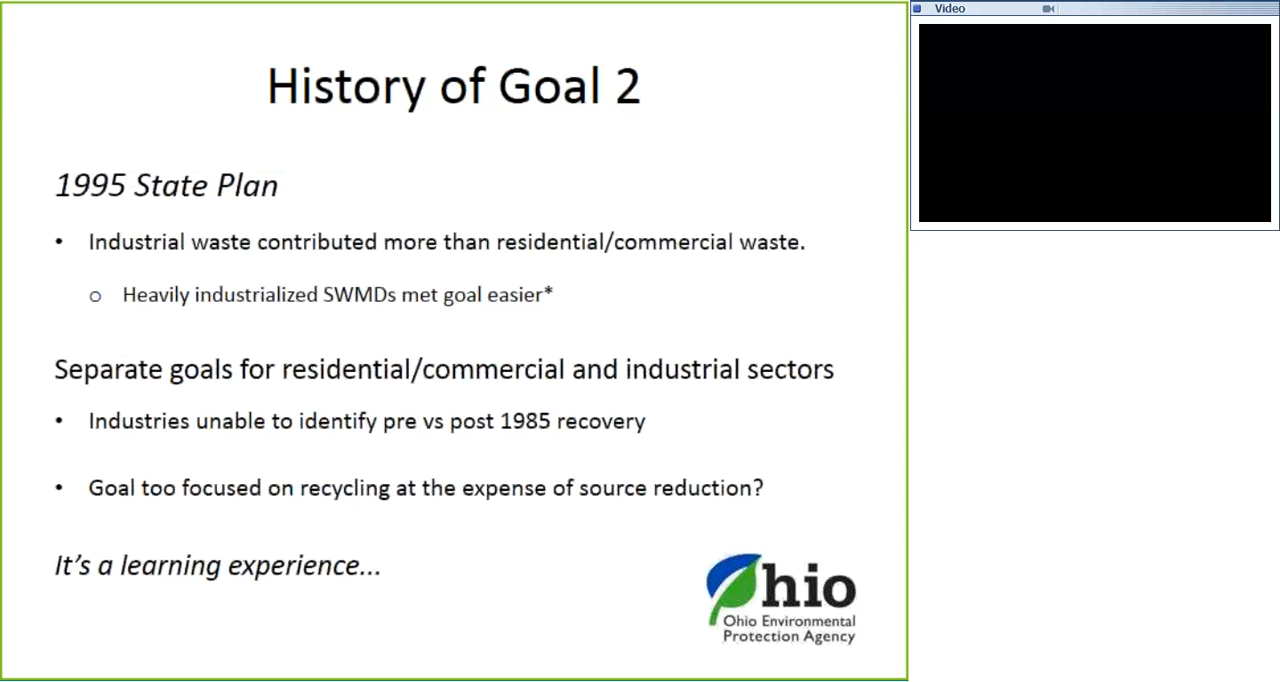 History of Goal 2
1995 State Plan
• Industrial waste contributed more than residential/commercial waste.
o Heavily industrialized SWMDs met goal easier*
Separate goals for residential/commercial and industrial sectors
• Industries unable to identify pre vs post 1985 recovery
• Goal too focused on recycling at the expense of source reduction?
It’s a learning experience...
Ohio
Ohio Environmental
Protection Agency
Video